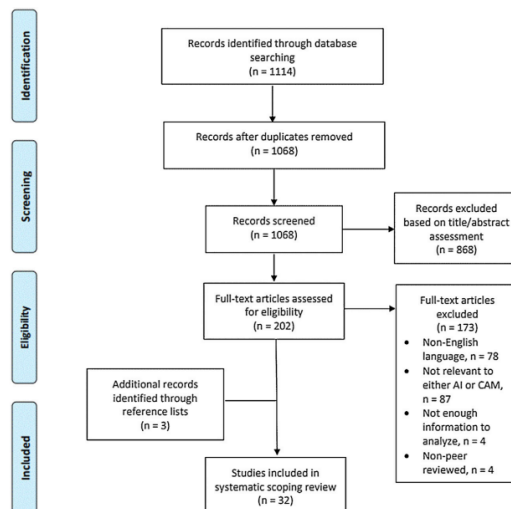 Identification
Records identified through database
searching
(n = 1114)
Records after duplicates removed
(n = 1068)
Screening
Records screened
(n = 1068)
Records excluded
based on title/abstract
assessment
(n = 868)
Eligibility
Full-text articles assessed
for eligibility
(n = 202)
Full-text articles
excluded
(n = 173)
• Non-English
language, n = 78
• Not relevant to
either AI or CAM,
n = 87
• Not enough
information to
analyze, n = 4
• Non-peer
reviewed, n = 4
Additional records
identified through
reference lists
(n = 3)
Included
Studies included in
systematic scoping review
(n = 32)